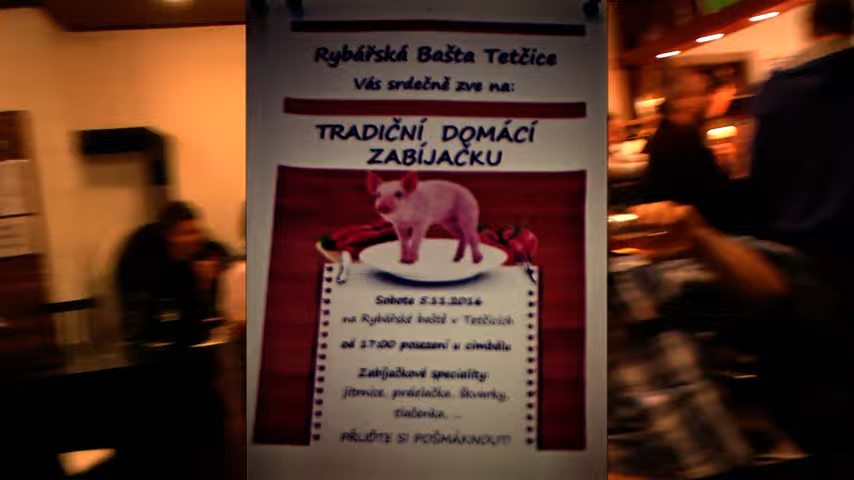 Rybářská Bašta Tetčice
Vás srdečně zve na:
TRADIČNÍ DOMÁCÍ
ZABÍJAČKU
Sobota 5.11.2016
na Rybářské baště v Tetčicích
od 17:00 posezení u cimbálu
Zabíjačkové speciality:
jitrnice, prdelačka, škvarky,
tlačenka, ...
PŘIJĎTE SI POŠMÁKNOUT!